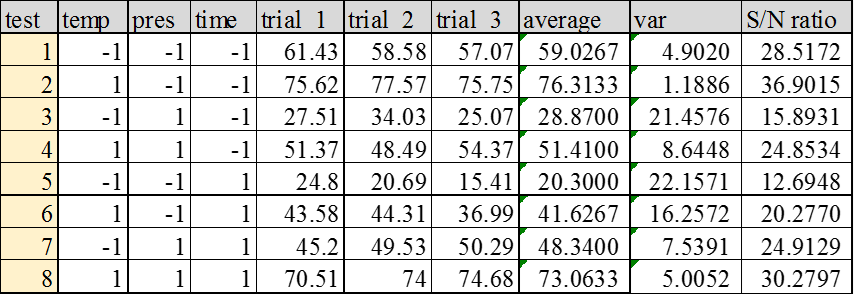 test temp pres time trial 1 trial 2 trial 3 average var S/N ratio
1 -1 -1 -1 61.43 58.58 57.07 59.0267 4.9020 28.5172
2 1 -1 -1 75.62 77.57 75.75 76.3133 1.1886 36.9015
3 -1 1 -1 27.51 34.03 25.07 28.8700 21.4576 15.8931
4 1 1 -1 51.37 48.49 54.37 51.4100 8.6448 24.8534
5 -1 -1 1 24.8 20.69 15.41 20.3000 22.1571 12.6948
6 1 -1 1 43.58 44.31 36.99 41.6267 16.2572 20.2770
7 -1 1 1 45.2 49.53 50.29 48.3400 7.5391 24.9129
8 1 1 1 70.51 74 74.68 73.0633 5.0052 30.2797